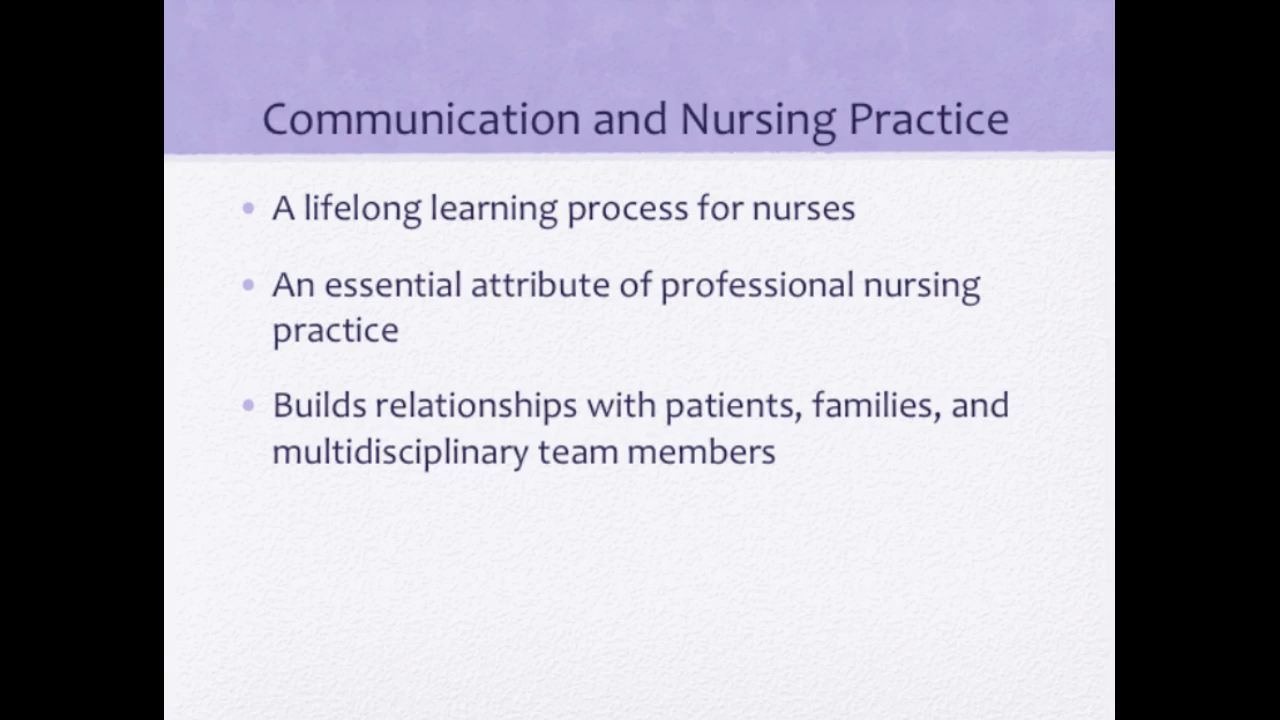 Communication and Nursing Practice
• A lifelong learning process for nurses
• An essential attribute of professional nursing
practice
• Builds relationships with patients, families, and
multidisciplinary team members